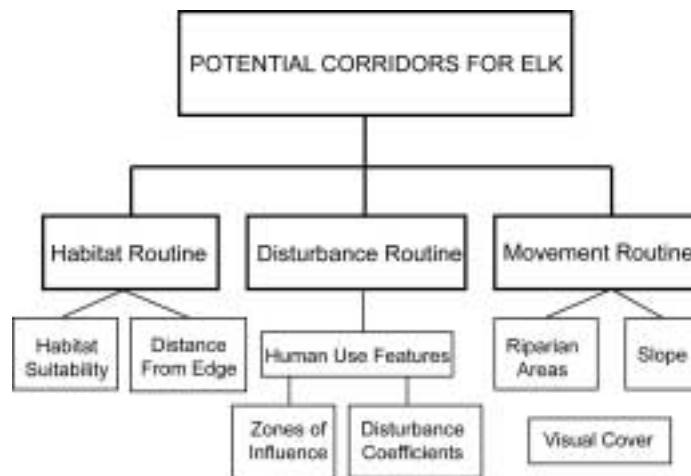 POTENTIAL CORRIDORS FOR ELK
Habitat Routine
Disturbance Routine
Movement Routine
Habitat
Suitability
Distance
From Edge
Human Use Features
Riparian
Areas
Slope
Zones of
Influence
Disturbance
Coefficients
Visual Cover